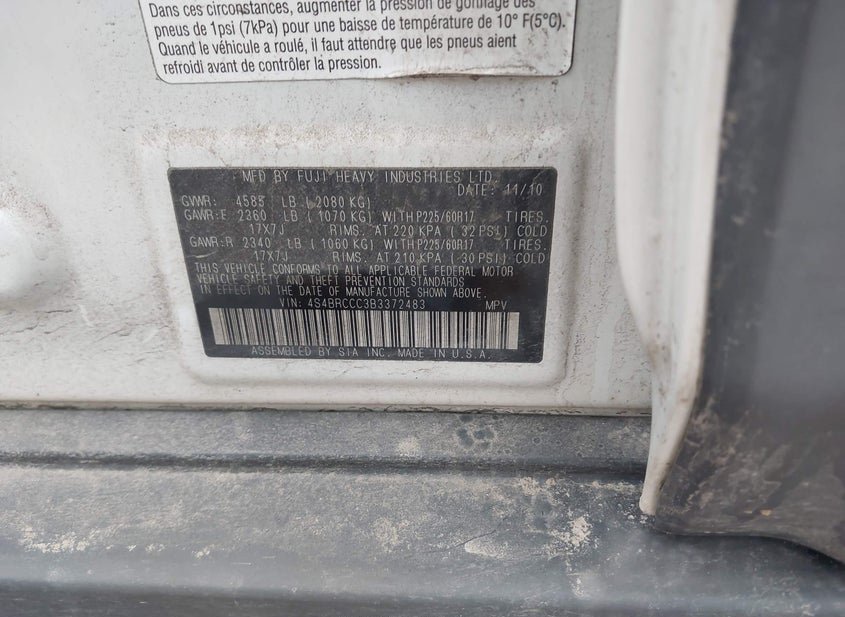 Dans ces circonstances, augmenter la pression de gonflage des
pneus de 1psi (7kPa) pour une baisse de température de 10° F(5°C).
Quand le véhicule a roulé, il faut attendre que les pneus aient
refroidi avant de contrôler la pression.
MFD BY FUJI HEAVY INDUSTRIES LTD.
DATE: 11/10
GVWR: 4585 LB (2080 KG)
GAWR:F 2360 LB (1070 KG) WITH P225/60R17 TIRES.
17X7J RIMS. AT 220 KPA (32 PSI) COLD
GAWR:R 2340 LB (1060 KG) WITH P225/60R17 TIRES.
17X7J RIMS. AT 210 KPA (30 PSI) COLD
THIS VEHICLE CONFORMS TO ALL APPLICABLE FEDERAL MOTOR
VEHICLE SAFETY AND THEFT PREVENTION STANDARDS
IN EFFECT ON THE DATE OF MANUFACTURE SHOWN ABOVE.
VIN: 4S4BRCCC3B3372483 MPV
ASSEMBLED BY SIA INC. MADE IN U.S.A.